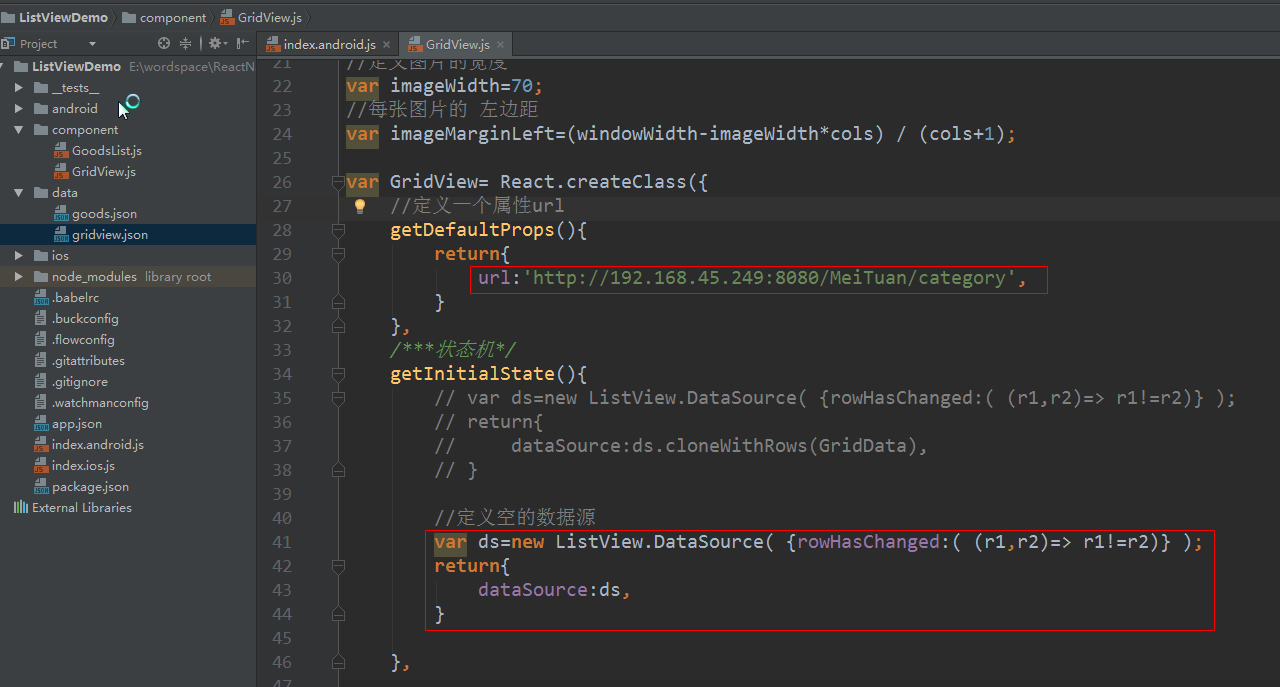 ListViewDemo component GridView.js
Project
index.android.js GridView.js
ListViewDemo E:\wordspace\ReactN
__tests__
android
component
GoodsList.js
GridView.js
data
goods.json
gridview.json
ios
node_modules library root
.babelrc
.buckconfig
.flowconfig
.gitattributes
.gitignore
.watchmanconfig
app.json
index.android.js
index.ios.js
package.json
External Libraries
21 //定义图片的宽度
22 var imageWidth=70;
23 //每张图片的 左边距
24 var imageMarginLeft=(windowWidth-imageWidth*cols) / (cols+1);
25
26 var GridView= React.createClass({
27 //定义一个属性url
28 getDefaultProps(){
29 return{
30 url:'http://192.168.45.249:8080/MeiTuan/category',
31 }
32 },
33 /***状态机*/
34 getInitialState(){
35 // var ds=new ListView.DataSource( {rowHasChanged:( (r1,r2)=> r1!=r2)} );
36 // return{
37 // dataSource:ds.cloneWithRows(GridData),
38 // }
39
40 //定义空的数据源
41 var ds=new ListView.DataSource( {rowHasChanged:( (r1,r2)=> r1!=r2)} );
42 return{
43 dataSource:ds,
44 }
45
46 },
47